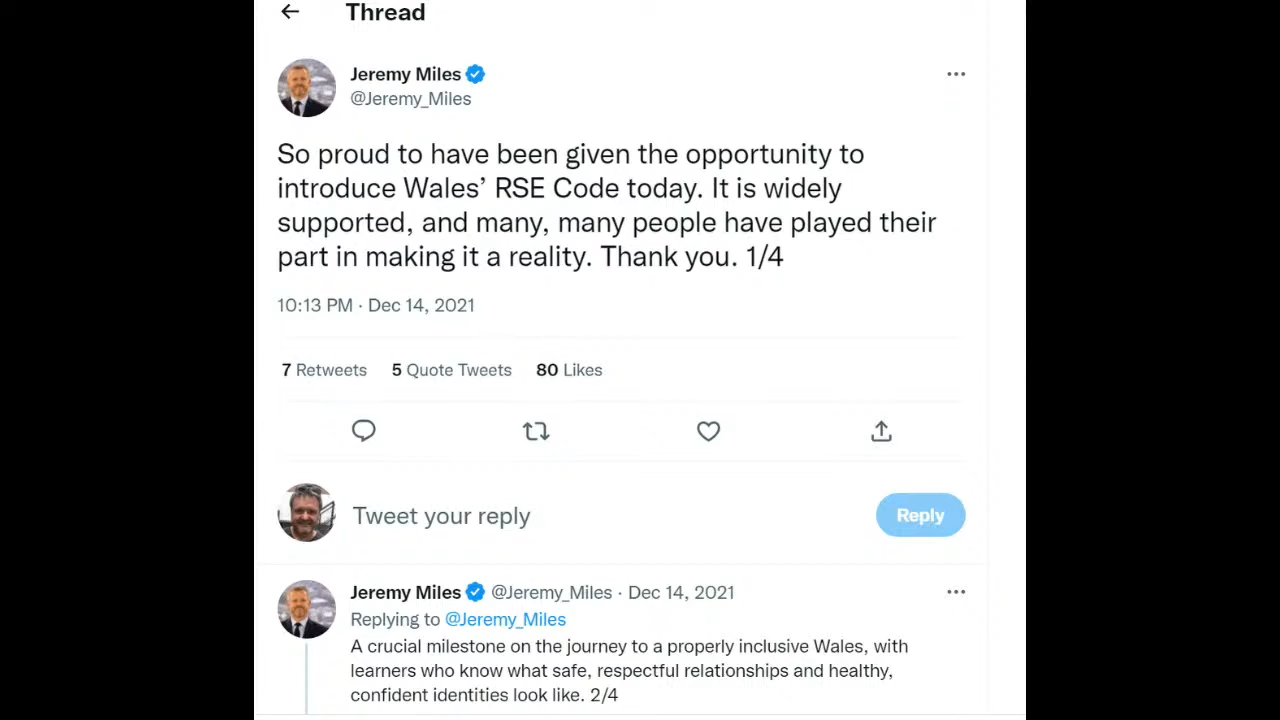 Thread
Jeremy Miles
@Jeremy_Miles
So proud to have been given the opportunity to
introduce Wales’ RSE Code today. It is widely
supported, and many, many people have played their
part in making it a reality. Thank you. 1/4
10:13 PM · Dec 14, 2021
7 Retweets 5 Quote Tweets 80 Likes
Tweet your reply
Reply
Jeremy Miles @Jeremy_Miles · Dec 14, 2021
Replying to @Jeremy_Miles
A crucial milestone on the journey to a properly inclusive Wales, with
learners who know what safe, respectful relationships and healthy,
confident identities look like. 2/4